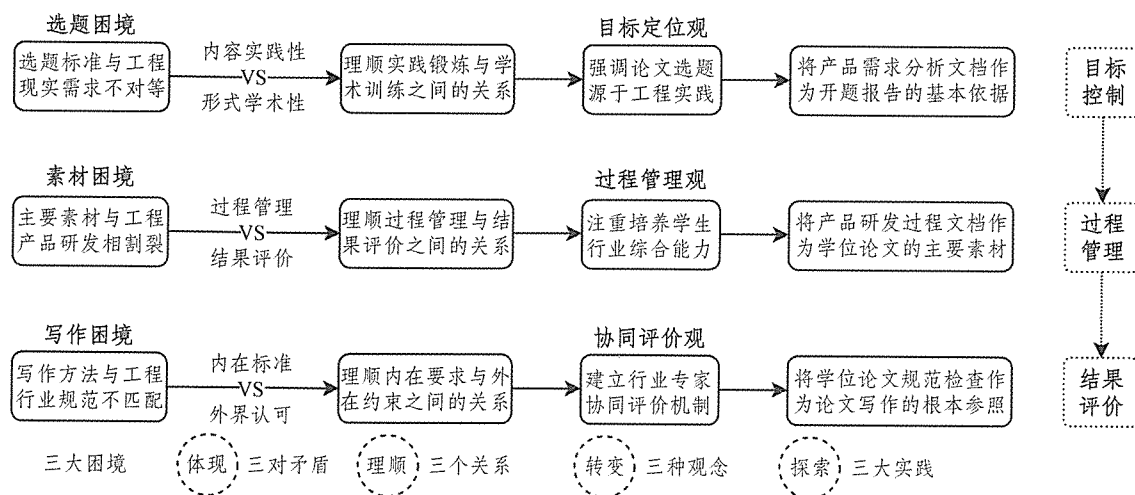 选题困境
选题标准与工程
现实需求不对等
内容实践性
VS
形式学术性
理顺实践锻炼与学
术训练之间的关系
目标定位观
强调论文选题
源于工程实践
将产品需求分析文档作
为开题报告的基本依据
目标
控制
素材困境
主要素材与工程
产品研发相割裂
过程管理
VS
结果评价
理顺过程管理与结
果评价之间的关系
过程管理观
注重培养学生
行业综合能力
将产品研发过程文档作
为学位论文的主要素材
过程
管理
写作困境
写作方法与工程
行业规范不匹配
内在标准
VS
外界认可
理顺内在要求与外
在约束之间的关系
协同评价观
建立行业专家
协同评价机制
将学位论文规范检查作
为论文写作的根本参照
结果
评价
三大困境
体现
三对矛盾
理顺
三个关系
转变
三种观念
探索
三大实践